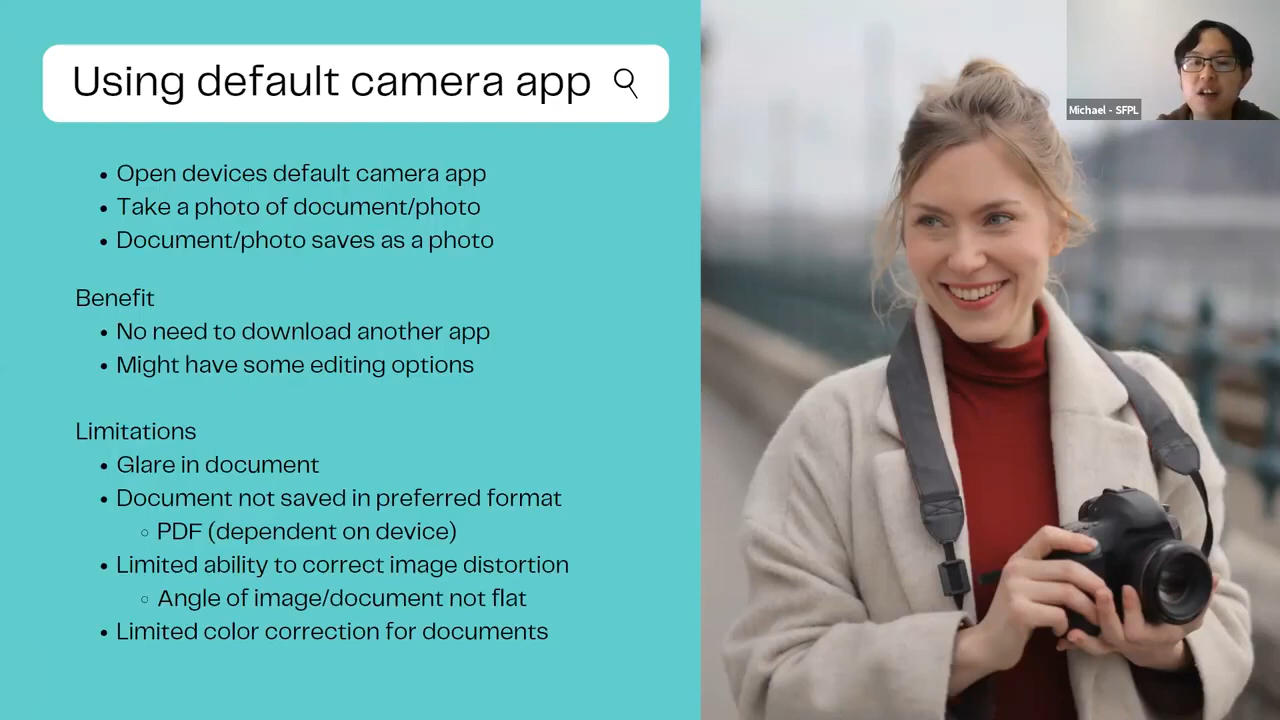 Using default camera app
Michael - SFPL
Open devices default camera app
Take a photo of document/photo
Document/photo saves as a photo
Benefit
No need to download another app
Might have some editing options
Limitations
Glare in document
Document not saved in preferred format
PDF (dependent on device)
Limited ability to correct image distortion
Angle of image/document not flat
Limited color correction for documents